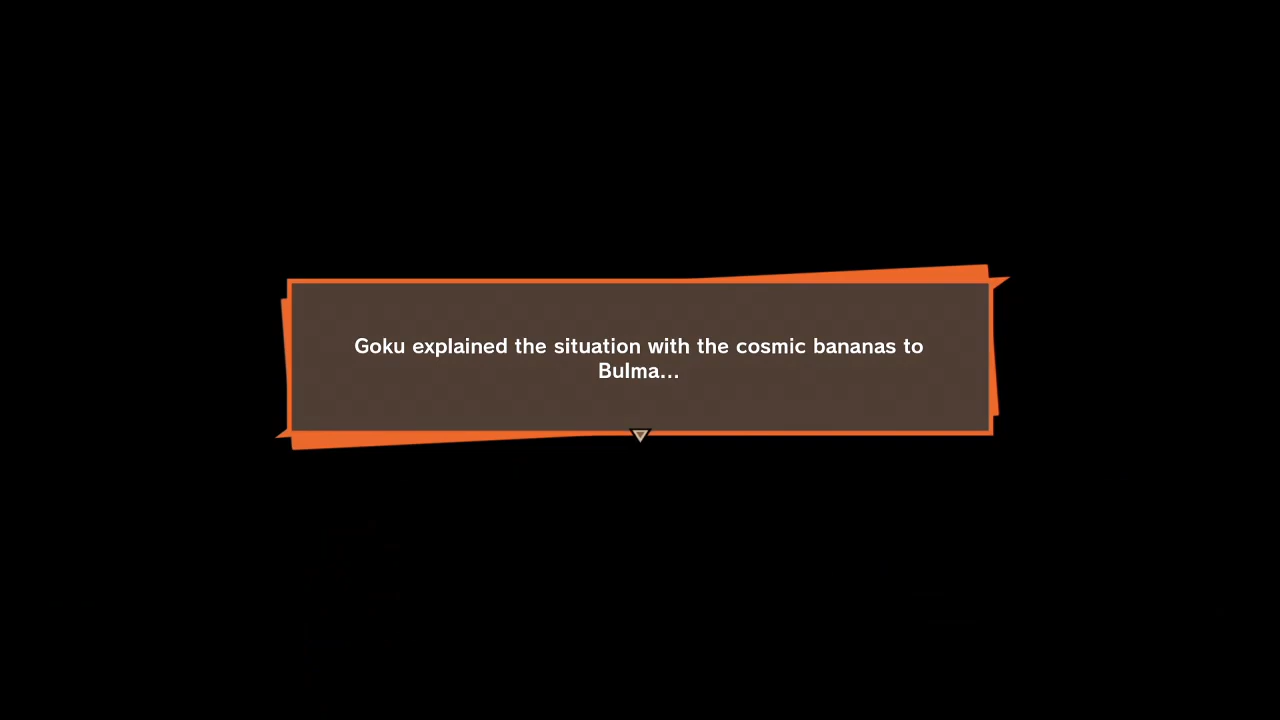 Goku explained the situation with the cosmic bananas to
Bulma...